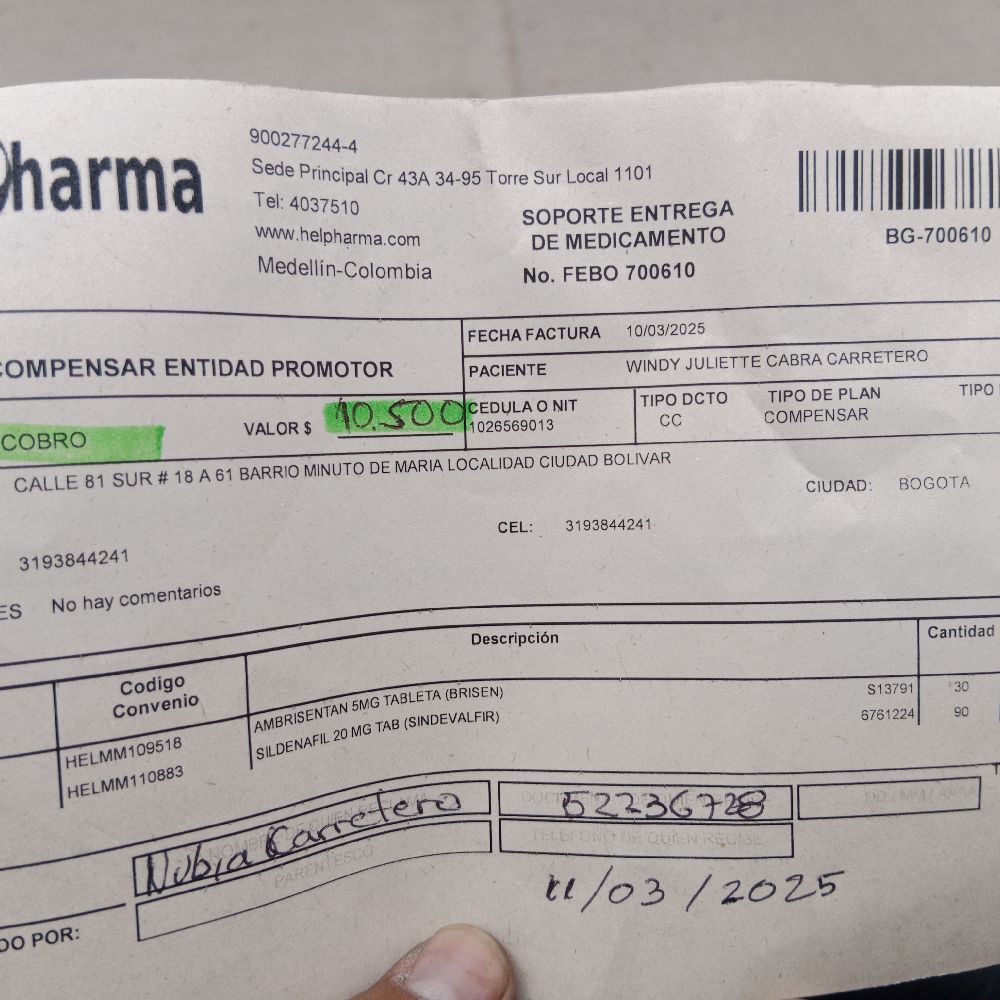 Pharma
900277244-4
Sede Principal Cr 43A 34-95 Torre Sur Local 1101
Tel: 4037510
www.helpharma.com
Medellín-Colombia
SOPORTE ENTREGA
DE MEDICAMENTO
No. FEBO 700610
BG-700610
COMPENSAR ENTIDAD PROMOTOR
FECHA FACTURA 10/03/2025
PACIENTE WINDY JULIETTE CABRA CARRETERO
COBRO VALOR $ 10.500
CEDULA O NIT
1026569013
TIPO DCTO
CC
TIPO DE PLAN
COMPENSAR
TIPO
CALLE 81 SUR # 18 A 61 BARRIO MINUTO DE MARIA LOCALIDAD CIUDAD BOLIVAR
CIUDAD: BOGOTA
CEL: 3193844241
3193844241
ES No hay comentarios
Codigo
Convenio
Descripción
Cantidad
HELMM109518 AMBRISENTAN 5MG TABLETA (BRISEN) S13791 30
HELMM110883 SILDENAFIL 20 MG TAB (SINDEVALFIR) 6761224 90
Nubia Carretero
52236728
DD / MM / AAAA
PARENTESCO
TELEFONO DE QUIEN RECIBE
11/03/2025
DO POR: